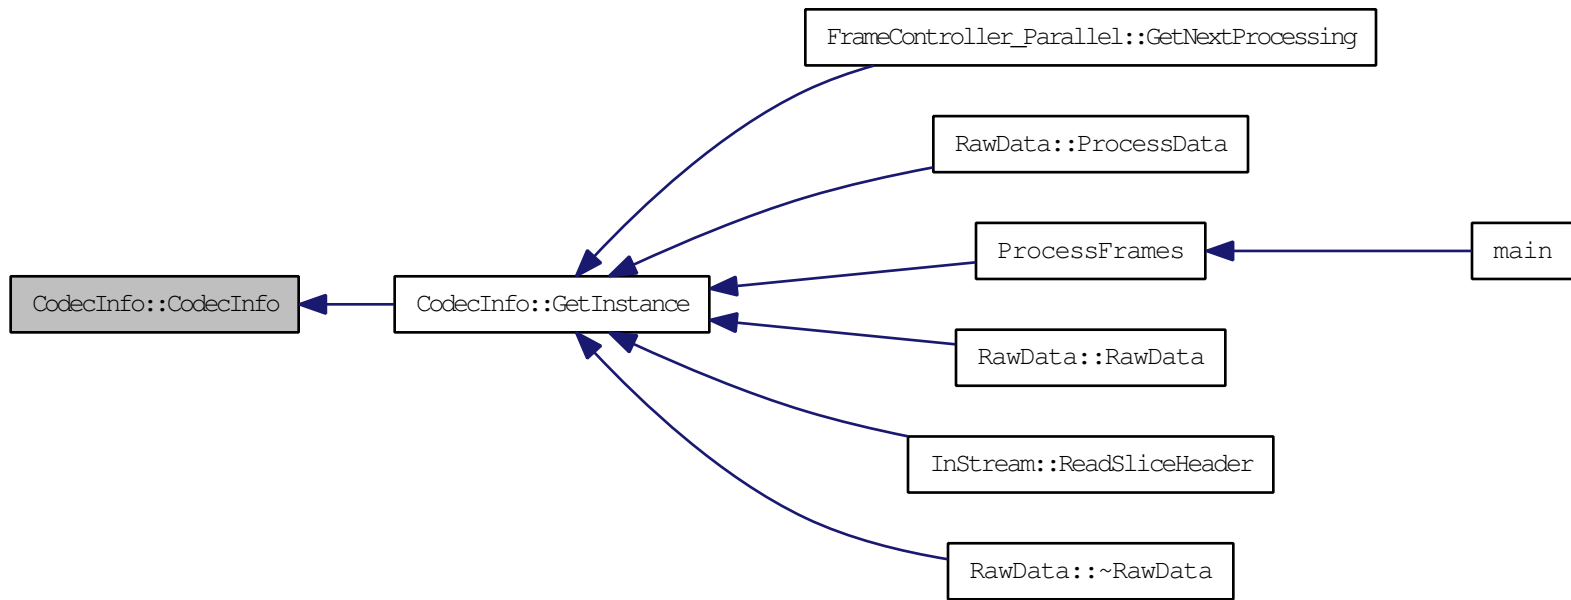 FrameController_Parallel::GetNextProcessing
RawData::ProcessData
ProcessFrames
main
CodecInfo::CodecInfo
CodecInfo::GetInstance
RawData::RawData
InStream::ReadSliceHeader
RawData::~RawData